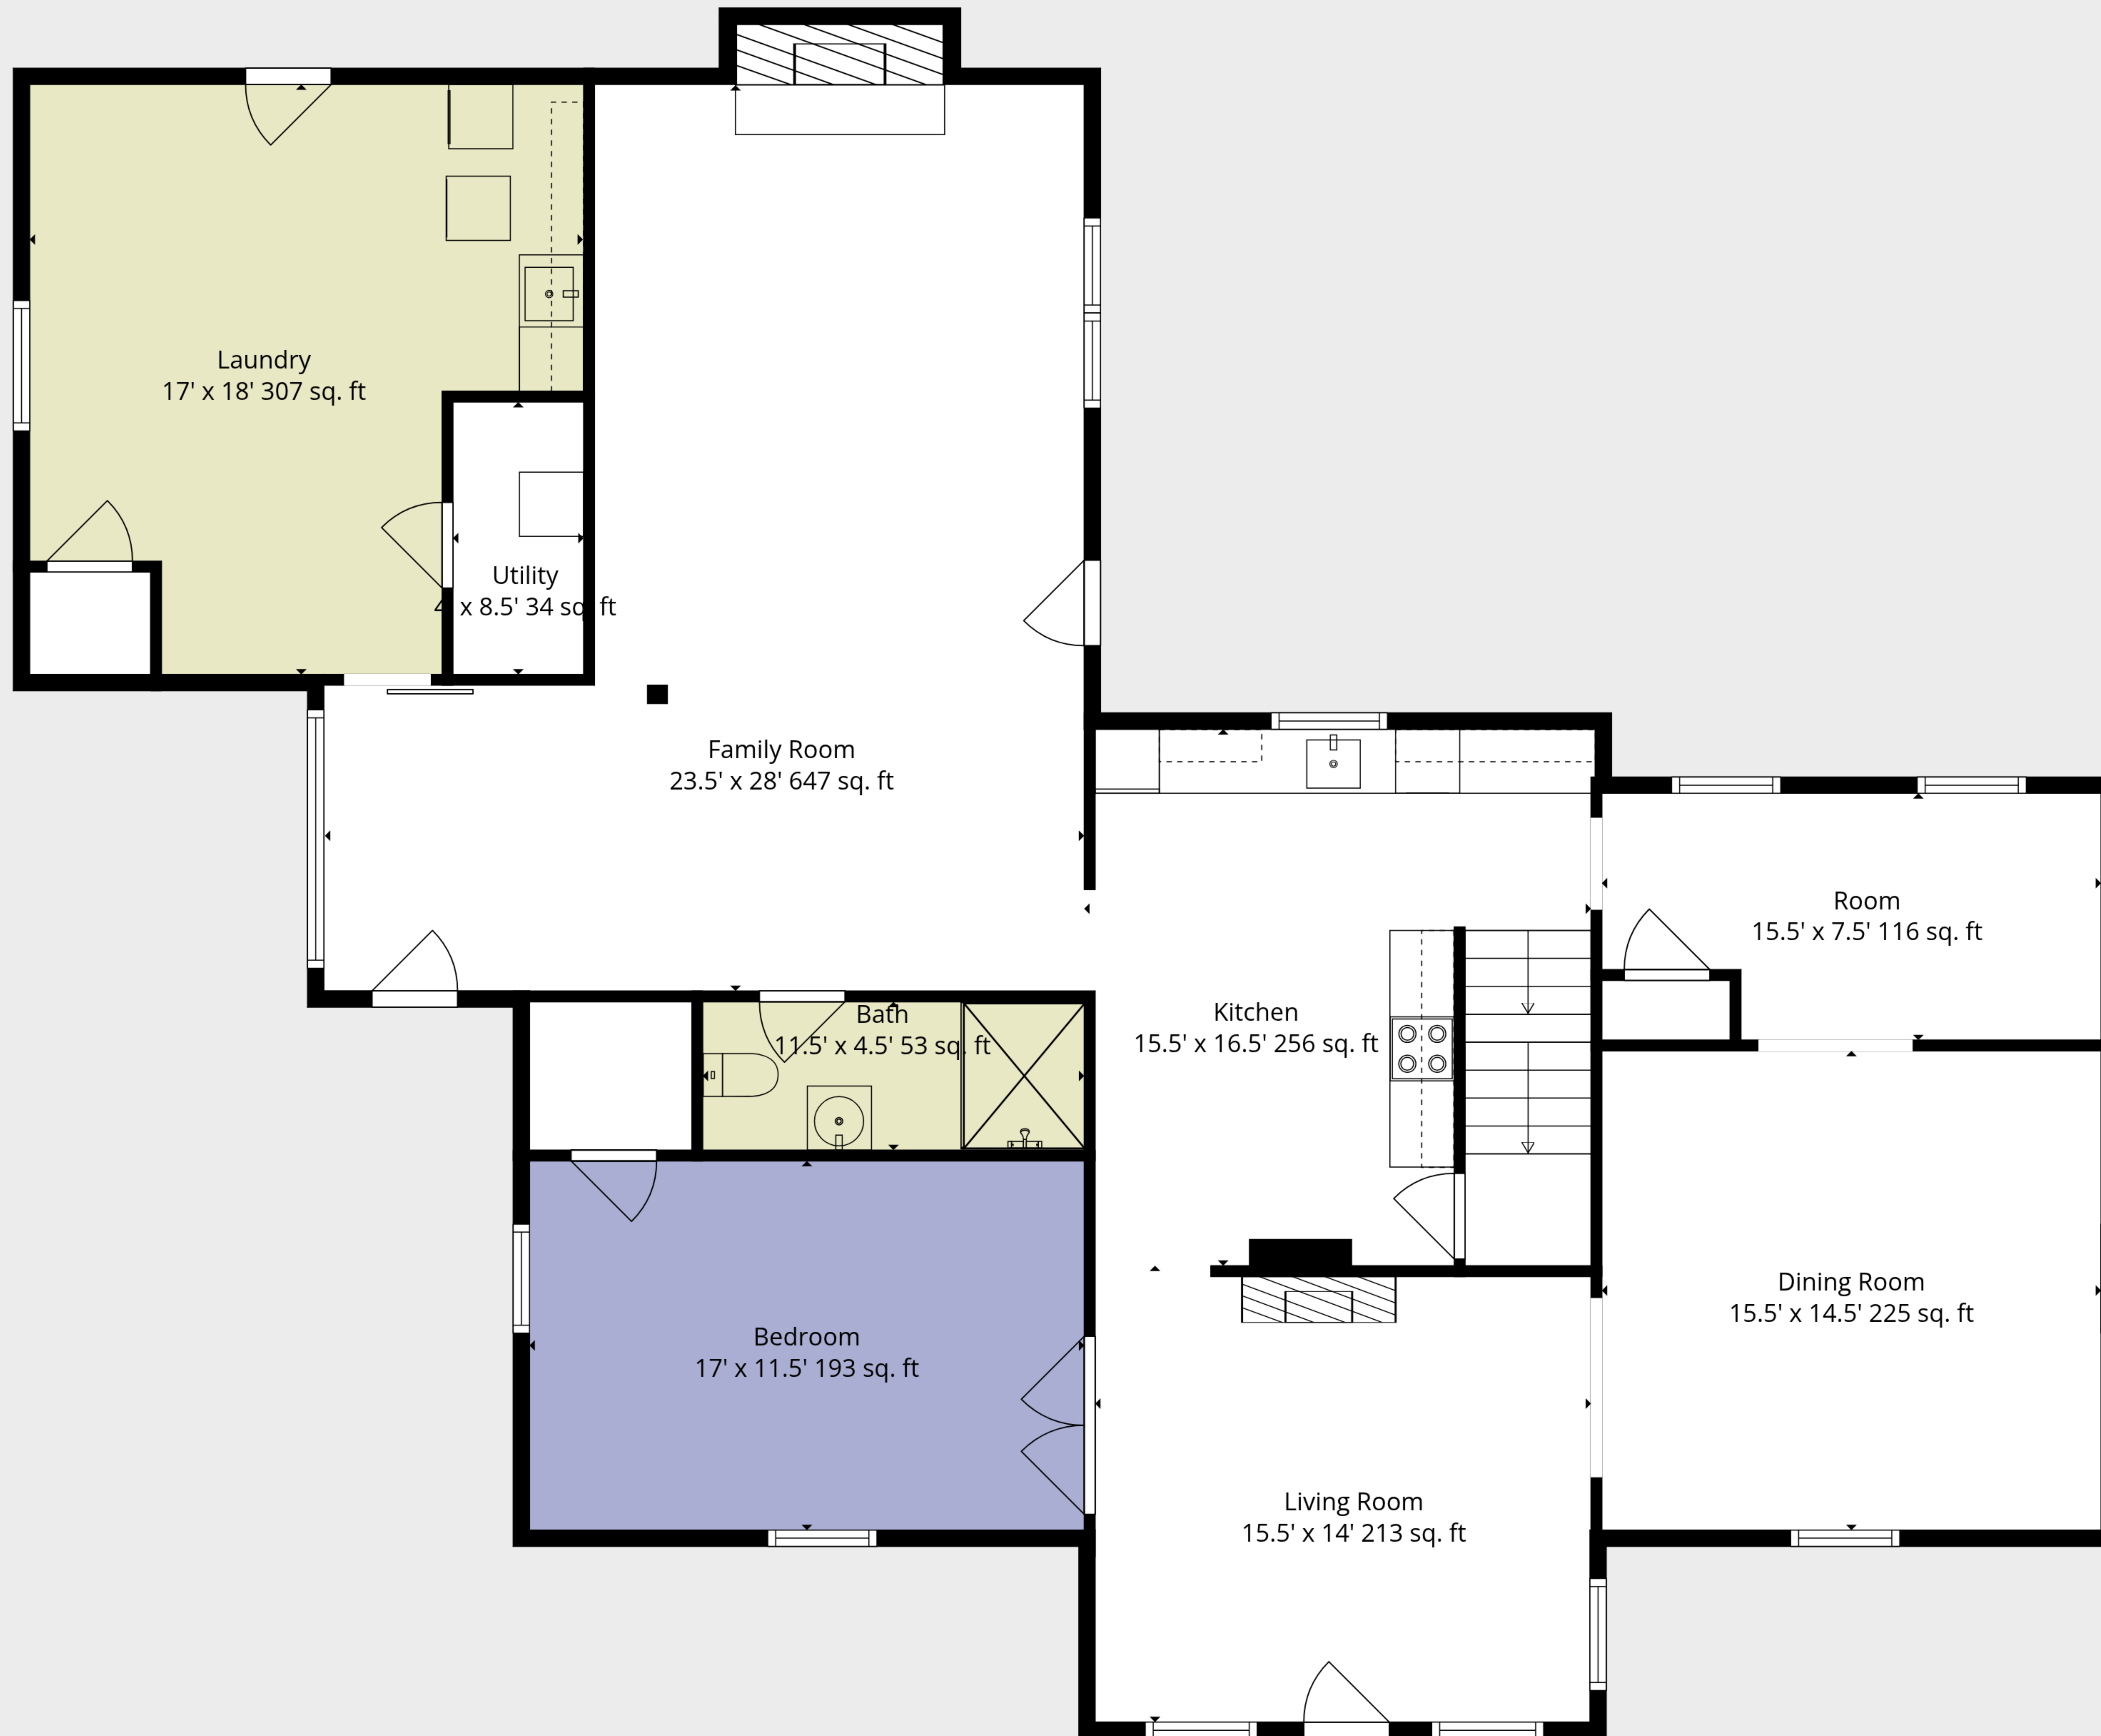 Laundry
17' x 18' 307 sq. ft
Utility
4' x 8.5' 34 sq. ft
Family Room
23.5' x 28' 647 sq. ft
Room
15.5' x 7.5' 116 sq. ft
Bath
11.5' x 4.5' 53 sq. ft
Kitchen
15.5' x 16.5' 256 sq. ft
Dining Room
15.5' x 14.5' 225 sq. ft
Bedroom
17' x 11.5' 193 sq. ft
Living Room
15.5' x 14' 213 sq. ft